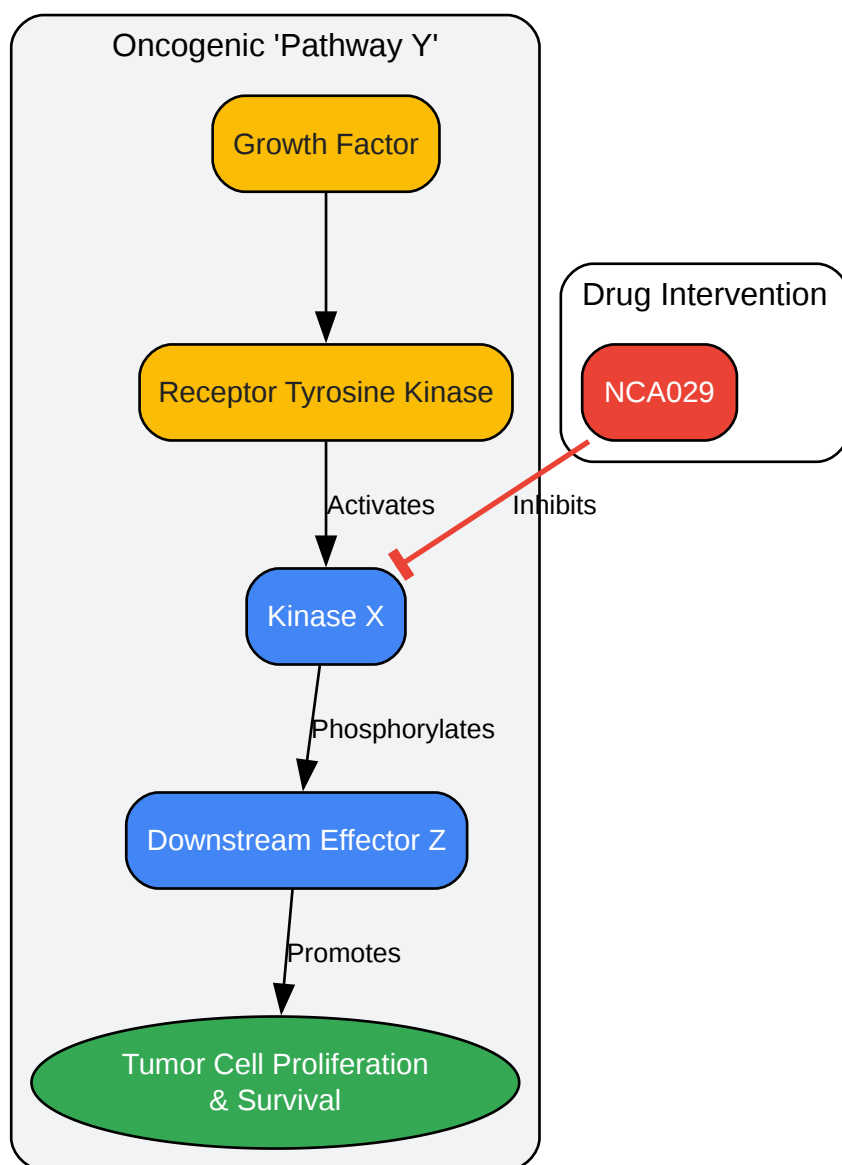 Oncogenic 'Pathway Y'
Growth Factor
Drug Intervention
Receptor Tyrosine Kinase
NCA029
Activates
Inhibits
Kinase X
Phosphorylates
Downstream Effector Z
Promotes
Tumor Cell Proliferation
& Survival